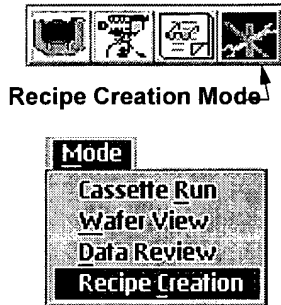 Recipe Creation Mode
Mode
Cassette Run
Wafer View
Data Review
Recipe Creation